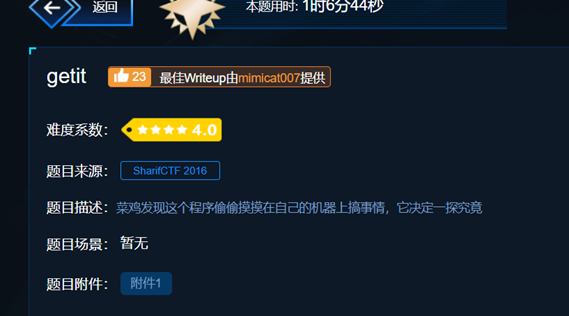 返回
本题用时: 1时6分44秒
getit 23 最佳Writeup由mimicat007提供
难度系数: 4.0
题目来源: SharifCTF 2016
题目描述: 菜鸡发现这个程序偷偷摸摸在自己的机器上搞事情，它决定一探究竟
题目场景: 暂无
题目附件: 附件1